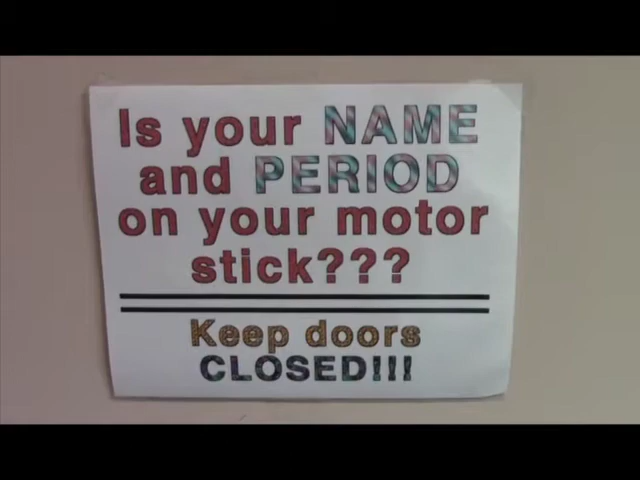 Is your NAME
and PERIOD
on your motor
stick???
Keep doors
CLOSED!!!